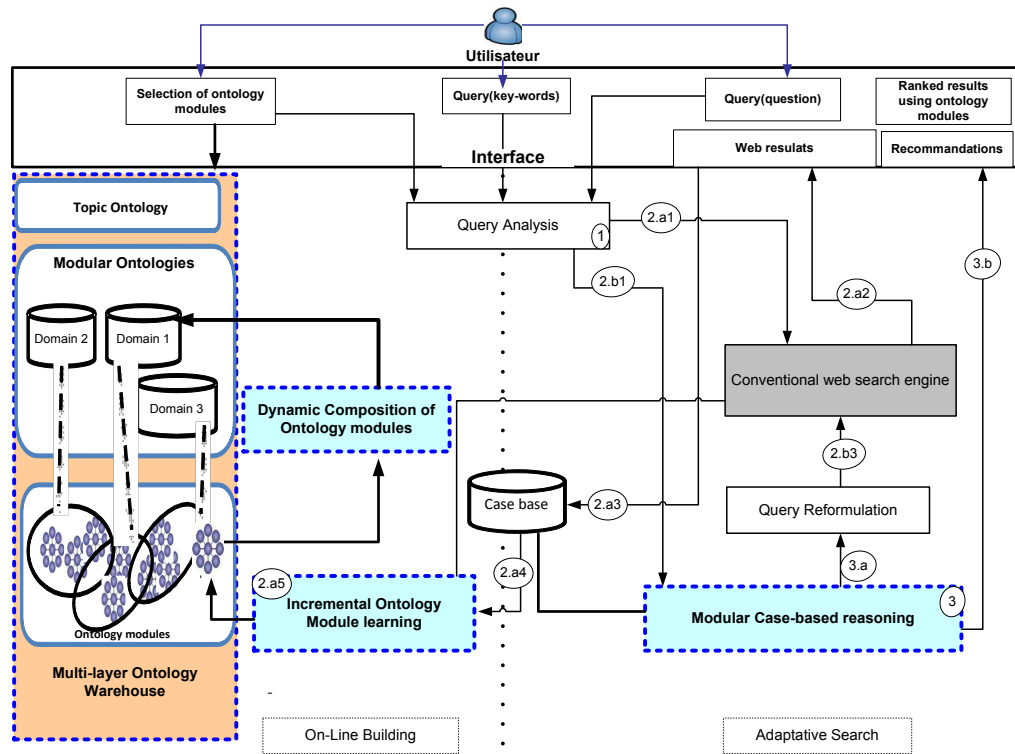 Utilisateur
Selection of ontology
modules
Query(key-words)
Query(question)
Ranked results
using ontology
modules
Interface
Web resulats
Recommandations
Topic Ontology
Query Analysis
1
2.a1
2.b1
3.b
2.a2
Modular Ontologies
Domain 2
Domain 1
Domain 3
Dynamic Composition of
Ontology modules
Conventional web search engine
2.b3
Case base
2.a3
Query Reformulation
3.a
2.a4
2.a5
Incremental Ontology
Module learning
3
Modular Case-based reasoning
Ontology modules
Multi-layer Ontology
Warehouse
-
On-Line Building
Adaptative Search